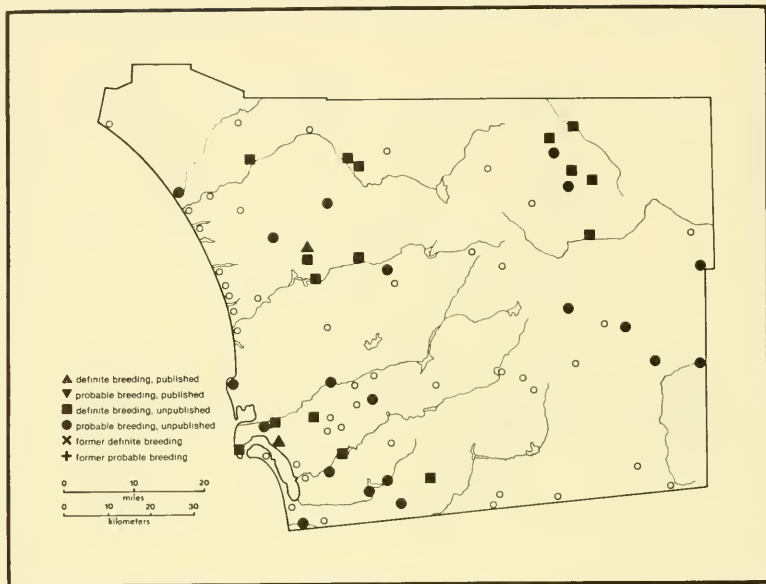 definite breeding, published
probable breeding, published
definite breeding, unpublished
probable breeding, unpublished
former definite breeding
former probable breeding
0 10 20
miles
0 10 20 30
kilometers